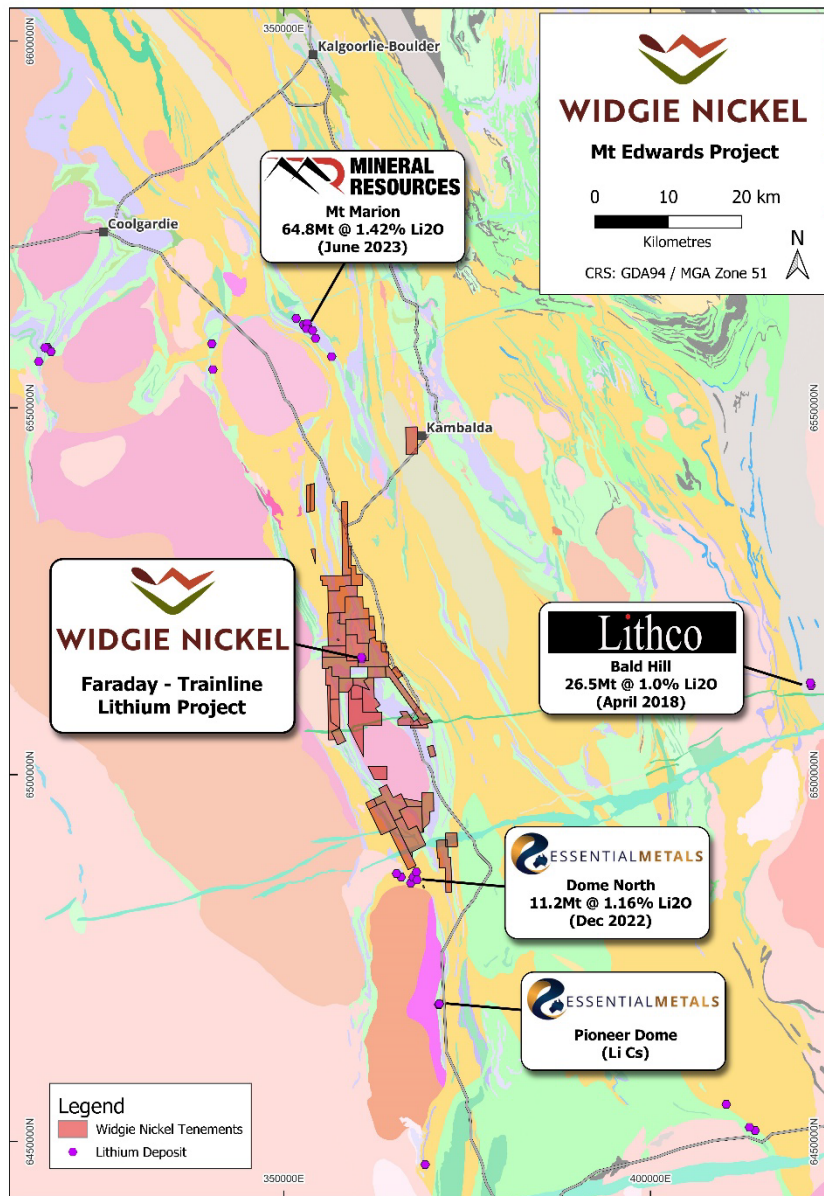 350000E
6600000N
Kalgoorlie-Boulder
WIDGIE NICKEL
Mt Edwards Project
0 10 20 km
Kilometres
N
CRS: GDA94 / MGA Zone 51
MINERAL
RESOURCES
Mt Marion
64.8Mt @ 1.42% Li2O
(June 2023)
Coolgardie
6550000N
6550000N
Kambalda
WIDGIE NICKEL
Faraday - Trainline
Lithium Project
Lithco
Bald Hill
26.5Mt @ 1.0% Li2O
(April 2018)
6500000N
6500000N
ESSENTIALMETALS
Dome North
11.2Mt @ 1.16% Li2O
(Dec 2022)
ESSENTIALMETALS
Pioneer Dome
(Li Cs)
Legend
Widgie Nickel Tenements
Lithium Deposit
6450000N
6450000N
350000E
400000E